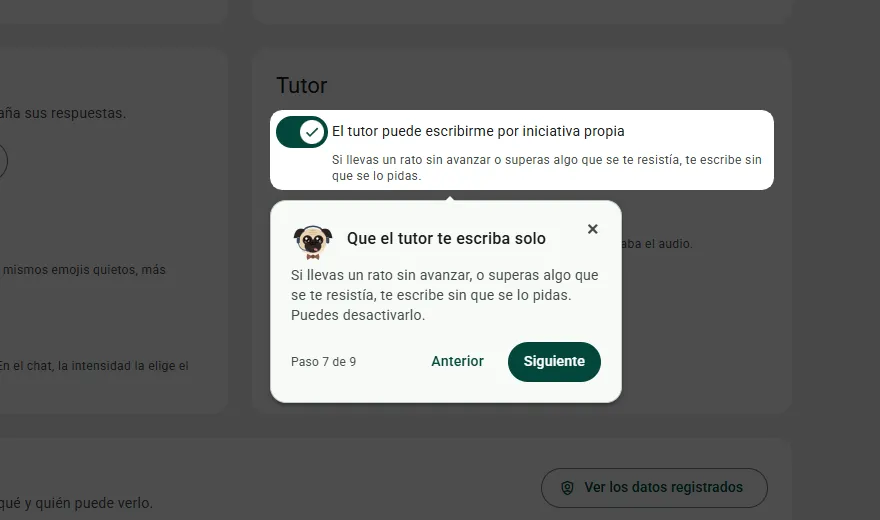 Tutor
aña sus respuestas.
El tutor puede escribirme por iniciativa propia
Si llevas un rato sin avanzar o superas algo que se te resistía, te escribe sin
que se lo pidas.
Que el tutor te escriba solo
aba el audio.
mismos emojis quietos, más
Si llevas un rato sin avanzar, o superas algo que
se te resistía, te escribe sin que se lo pidas.
Puedes desactivarlo.
En el chat, la intensidad la elige el
Paso 7 de 9
Anterior
Siguiente
Ver los datos registrados
qué y quién puede verlo.